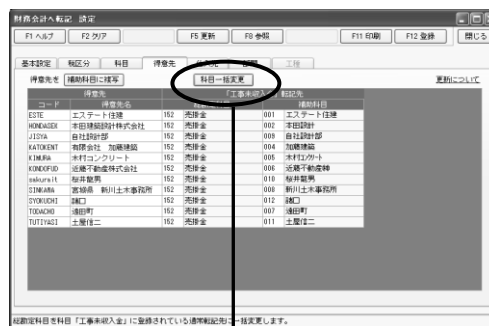 財務会計へ転記 設定
F1 ヘルプ F2 クリア F5 更新 F8 参照 F11 印刷 F12 登録 閉じる
基本設定 税区分 科目 得意先 工種
得意先を 補助科目に複写 科目一括変更 更新について
得意先 「工事未収入金」転記先
コード 得意先名 補助科目
ESTE エステート住建 152 売掛金 001 エステート住建
HONDASEK 本田建築設計株式会社 152 売掛金 002 本田設計
JISYA 自社設計部 152 売掛金 009 自社設計部
KATOKENT 有限会社 加藤建築 152 売掛金 004 加藤建築
KIMURA 木村コンクリート 152 売掛金 005 木村コンクリート
KONDOFUD 近藤不動産株式会社 152 売掛金 006 近藤不動産㈱
sakurait 桜井龍男 152 売掛金 010 桜井龍男
SINKAWA 宮城県 新川土木事務所 152 売掛金 008 新川土木事務所
SYOKUCHI 諸口 152 売掛金 012 諸口
TODACHO 152 売掛金 007
TUTIYASI 土屋信二 152 売掛金 011 土屋信二
総勘定科目を科目「工事未収入金」に登録されている通常転記先に一括変更します。